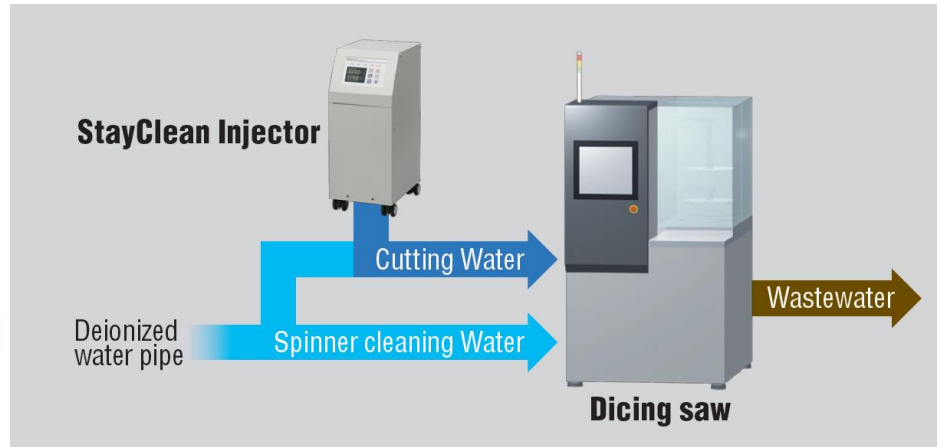 StayClean Injector
Cutting Water
Deionized
water pipe
Spinner cleaning Water
Wastewater
Dicing saw